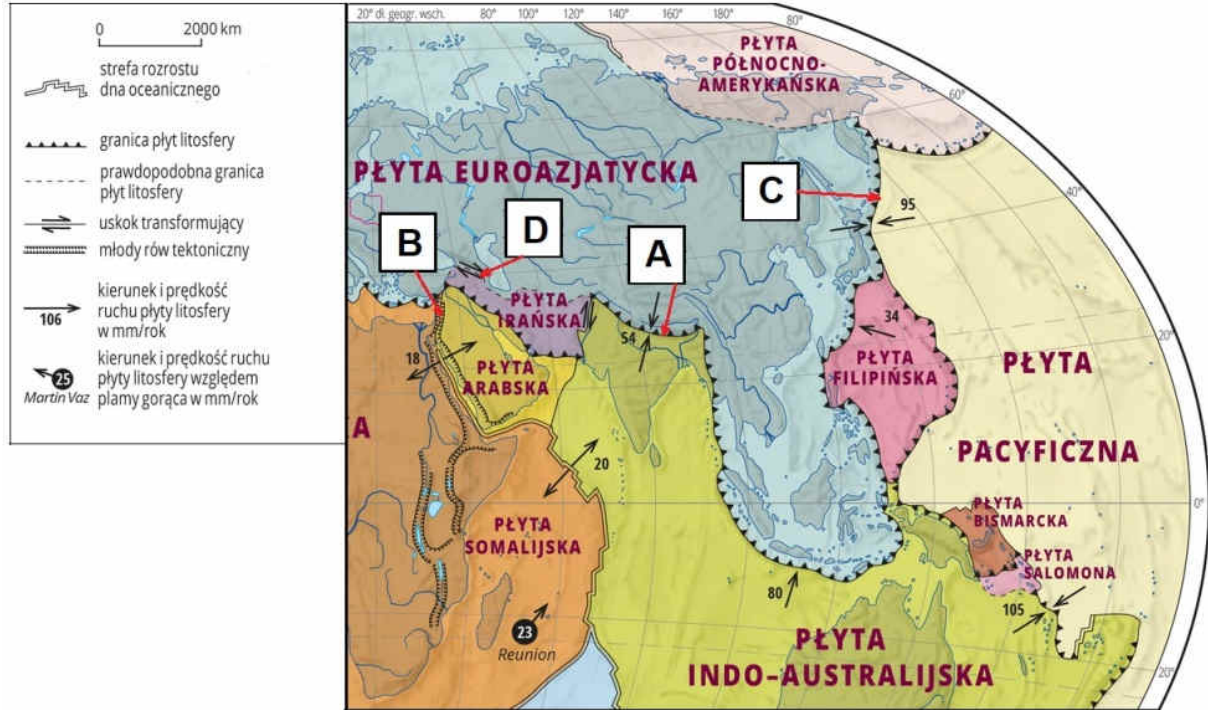 0 2000 km
strefa rozrostu
dna oceanicznego
granica płyt litosfery
prawdopodobna granica
płyt litosfery
uskok transformujący
młody rów tektoniczny
106
kierunek i prędkość
ruchu płyty litosfery
w mm/rok
25
Martin Vaz
kierunek i prędkość ruchu
płyty litosfery względem
plamy gorąca w mm/rok
20° dł. geogr. wsch. 80° 100° 120° 140° 160° 180° 80°
PŁYTA
PÓŁNOCNO-
AMERYKAŃSKA
60°
PŁYTA EUROAZJATYCKA
C
40°
95
B
D
A
PŁYTA
IRAŃSKA
54
34
20°
18
PŁYTA
ARABSKA
PŁYTA
FILIPIŃSKA
PŁYTA
PACYFICZNA
A
20
0°
PŁYTA
BISMARCKA
PŁYTA
SOMALIJSKA
PŁYTA
SALOMONA
80
105
23
Reunion
PŁYTA
INDO–AUSTRALIJSKA
20°